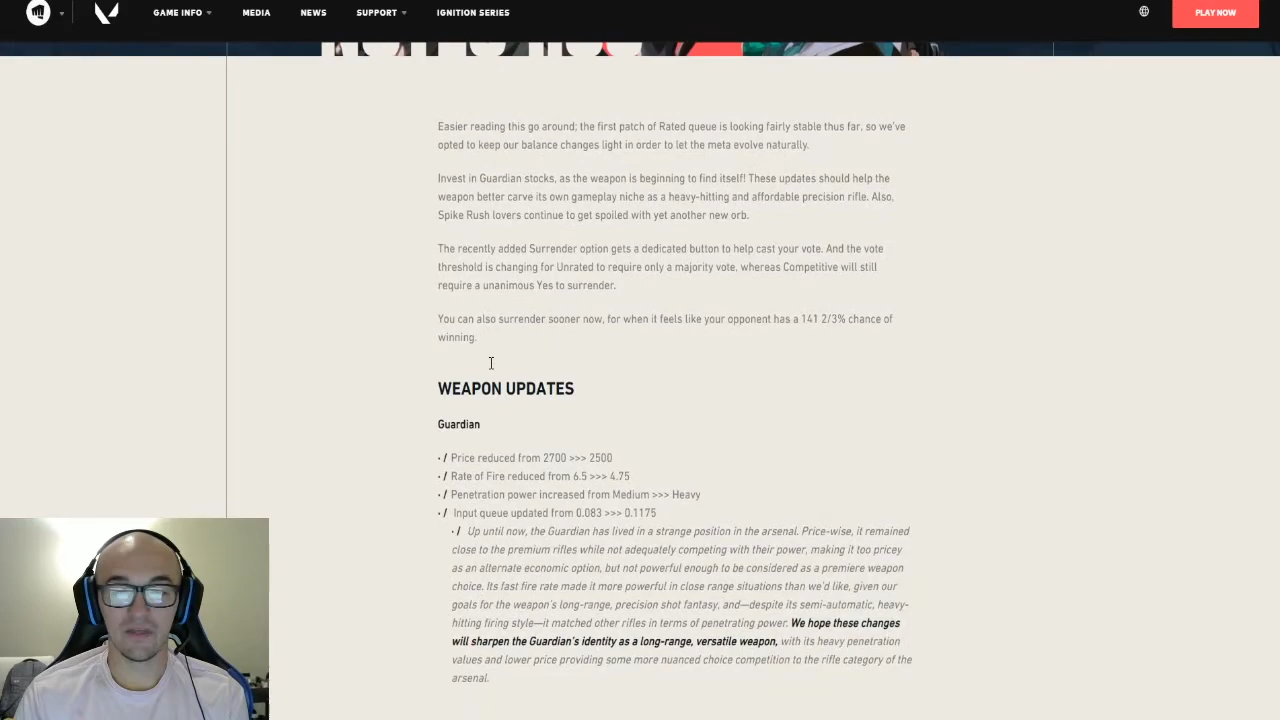 GAME INFO MEDIA NEWS SUPPORT IGNITION SERIES PLAY NOW
Easier reading this go around; the first patch of Rated queue is looking fairly stable thus far, so we've
opted to keep our balance changes light in order to let the meta evolve naturally.
Invest in Guardian stocks, as the weapon is beginning to find itself! These updates should help the
weapon better carve its own gameplay niche as a heavy-hitting and affordable precision rifle. Also,
Spike Rush lovers continue to get spoiled with yet another new orb.
The recently added Surrender option gets a dedicated button to help cast your vote. And the vote
threshold is changing for Unrated to require only a majority vote, whereas Competitive will still
require a unanimous Yes to surrender.
You can also surrender sooner now, for when it feels like your opponent has a 141 2/3% chance of
winning.
WEAPON UPDATES
Guardian
· / Price reduced from 2700 >>> 2500
· / Rate of Fire reduced from 6.5 >>> 4.75
· / Penetration power increased from Medium >>> Heavy
· / Input queue updated from 0.083 >>> 0.1175
· / Up until now, the Guardian has lived in a strange position in the arsenal. Price-wise, it remained
close to the premium rifles while not adequately competing with their power, making it too pricey
as an alternate economic option, but not powerful enough to be considered as a premiere weapon
choice. Its fast fire rate made it more powerful in close range situations than we'd like, given our
goals for the weapon's long-range, precision shot fantasy, and—despite its semi-automatic, heavy-
hitting firing style—it matched other rifles in terms of penetrating power. We hope these changes
will sharpen the Guardian's identity as a long-range, versatile weapon, with its heavy penetration
values and lower price providing some more nuanced choice competition to the rifle category of the
arsenal.